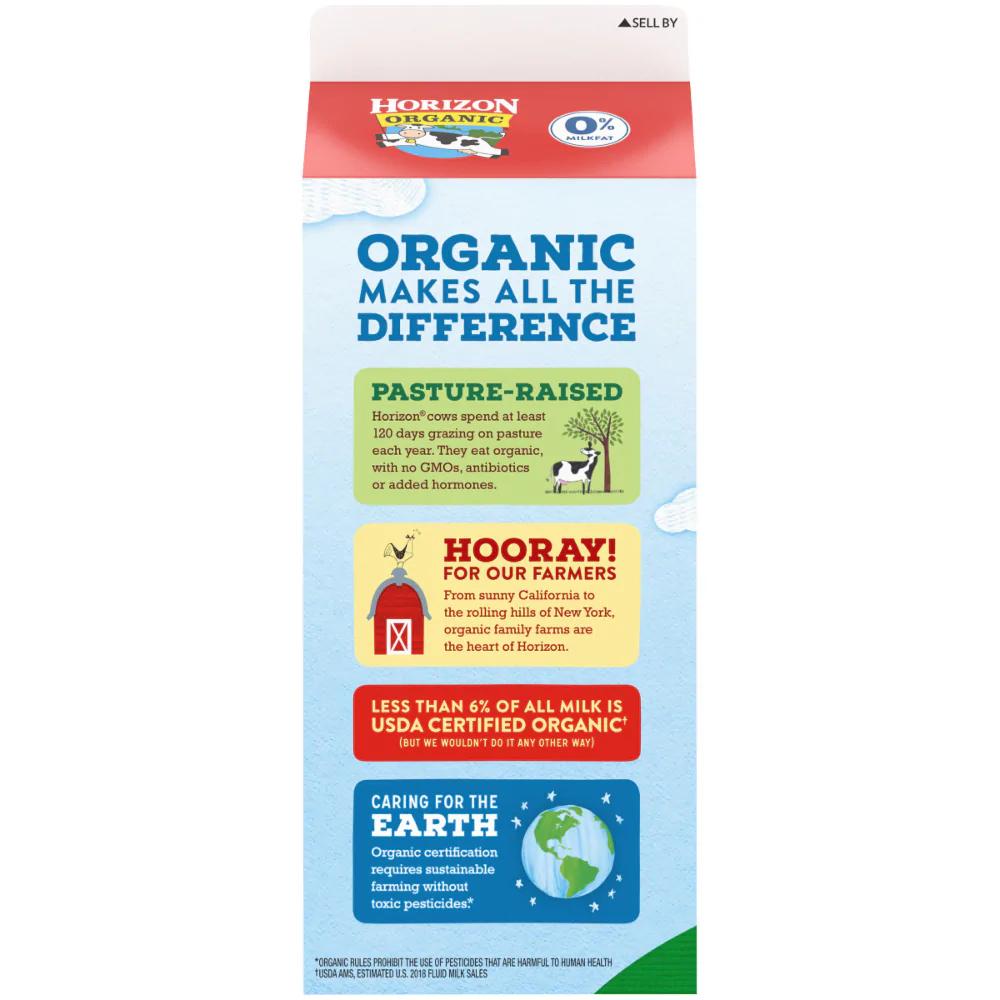 ▲SELL BY
HORIZON
ORGANIC
0%
MILKFAT
ORGANIC
MAKES ALL THE
DIFFERENCE
PASTURE-RAISED
Horizon® cows spend at least
120 days grazing on pasture
each year. They eat organic,
with no GMOs, antibiotics
or added hormones.
HOORAY!
FOR OUR FARMERS
From sunny California to
the rolling hills of New York,
organic family farms are
the heart of Horizon.
LESS THAN 6% OF ALL MILK IS
USDA CERTIFIED ORGANIC†
(BUT WE WOULDN'T DO IT ANY OTHER WAY)
CARING FOR THE
EARTH
Organic certification
requires sustainable
farming without
toxic pesticides.*
*ORGANIC RULES PROHIBIT THE USE OF PESTICIDES THAT ARE HARMFUL TO HUMAN HEALTH
†USDA AMS, ESTIMATED U.S. 2018 FLUID MILK SALES